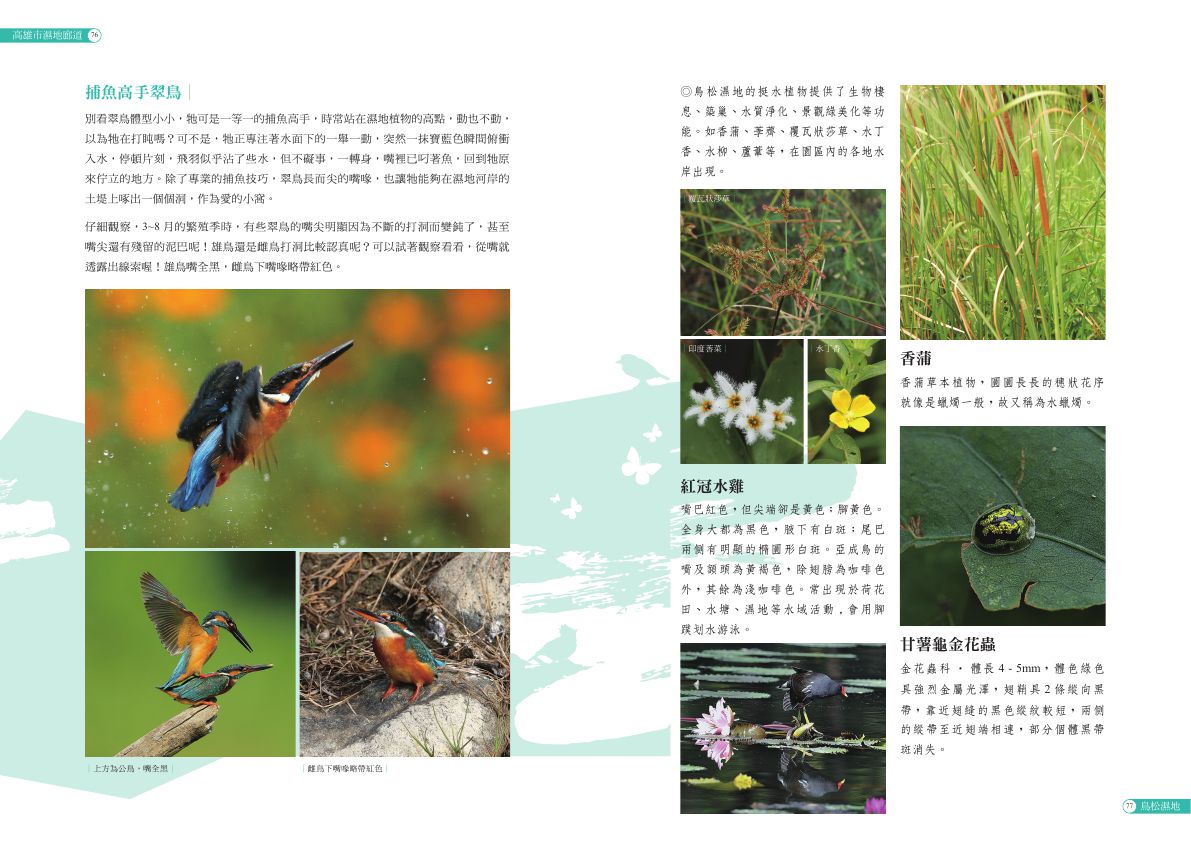 高雄市濕地廊道 76
捕魚高手翠鳥
別看翠鳥體型小小，牠可是一等一的捕魚高手，時常站在濕地植物的高點，動也不動，
以為牠在打盹嗎？可不是，牠正專注著水面下的一舉一動，突然一抹寶藍色瞬間俯衝
入水，停頓片刻，飛羽似乎沾了些水，但不礙事，一轉身，嘴裡已叼著魚，回到牠原
來佇立的地方。除了專業的捕魚技巧，翠鳥長而尖的嘴喙，也讓牠能夠在濕地河岸的
土堤上啄出一個個洞，作為愛的小窩。
仔細觀察，3~8 月的繁殖季時，有些翠鳥的嘴尖明顯因為不斷的打洞而變鈍了，甚至
嘴尖還有殘留的泥巴呢！雄鳥還是雌鳥打洞比較認真呢？可以試著觀察看看，從嘴就
透露出線索喔！雄鳥嘴全黑，雌鳥下嘴喙略帶紅色。
上方為公鳥，嘴全黑
雌鳥下嘴喙略帶紅色
◎鳥松濕地的挺水植物提供了生物棲
息、築巢、水質淨化、景觀綠美化等功
能。如香蒲、荸薺、覆瓦狀莎草、水丁
香、水柳、蘆葦等，在園區內的各地水
岸出現。
覆瓦狀莎草
印度莕菜
水丁香
紅冠水雞
嘴巴紅色，但尖端卻是黃色；腳黃色。
全身大都為黑色，腋下有白斑；尾巴
兩側有明顯的橢圓形白斑。亞成鳥的
嘴及額頭為黃褐色，除翅膀為咖啡色
外，其餘為淺咖啡色。常出現於荷花
田、水塘、濕地等水域活動，會用腳
蹼划水游泳。
香蒲
香蒲草本植物，圓圓長長的穗狀花序
就像是蠟燭一般，故又稱為水蠟燭。
甘薯龜金花蟲
金花蟲科 ‧ 體長 4 - 5mm，體色綠色
具強烈金屬光澤，翅鞘具 2 條縱向黑
帶，靠近翅縫的黑色縱紋較短，兩側
的縱帶至近翅端相連，部分個體黑帶
斑消失。
77 鳥松濕地